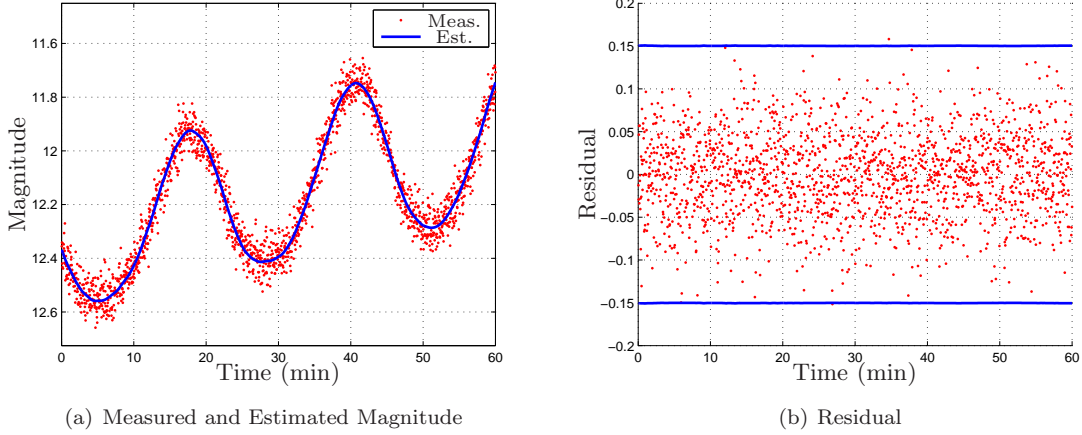 Meas.
Est.
11.6
11.8
12
12.2
12.4
12.6
0 10 20 30 40 50 60
Magnitude
Time (min)
(a) Measured and Estimated Magnitude
0.2
0.15
0.1
0.05
0
−0.05
−0.1
−0.15
−0.2
0 10 20 30 40 50 60
Residual
Time (min)
(b) Residual